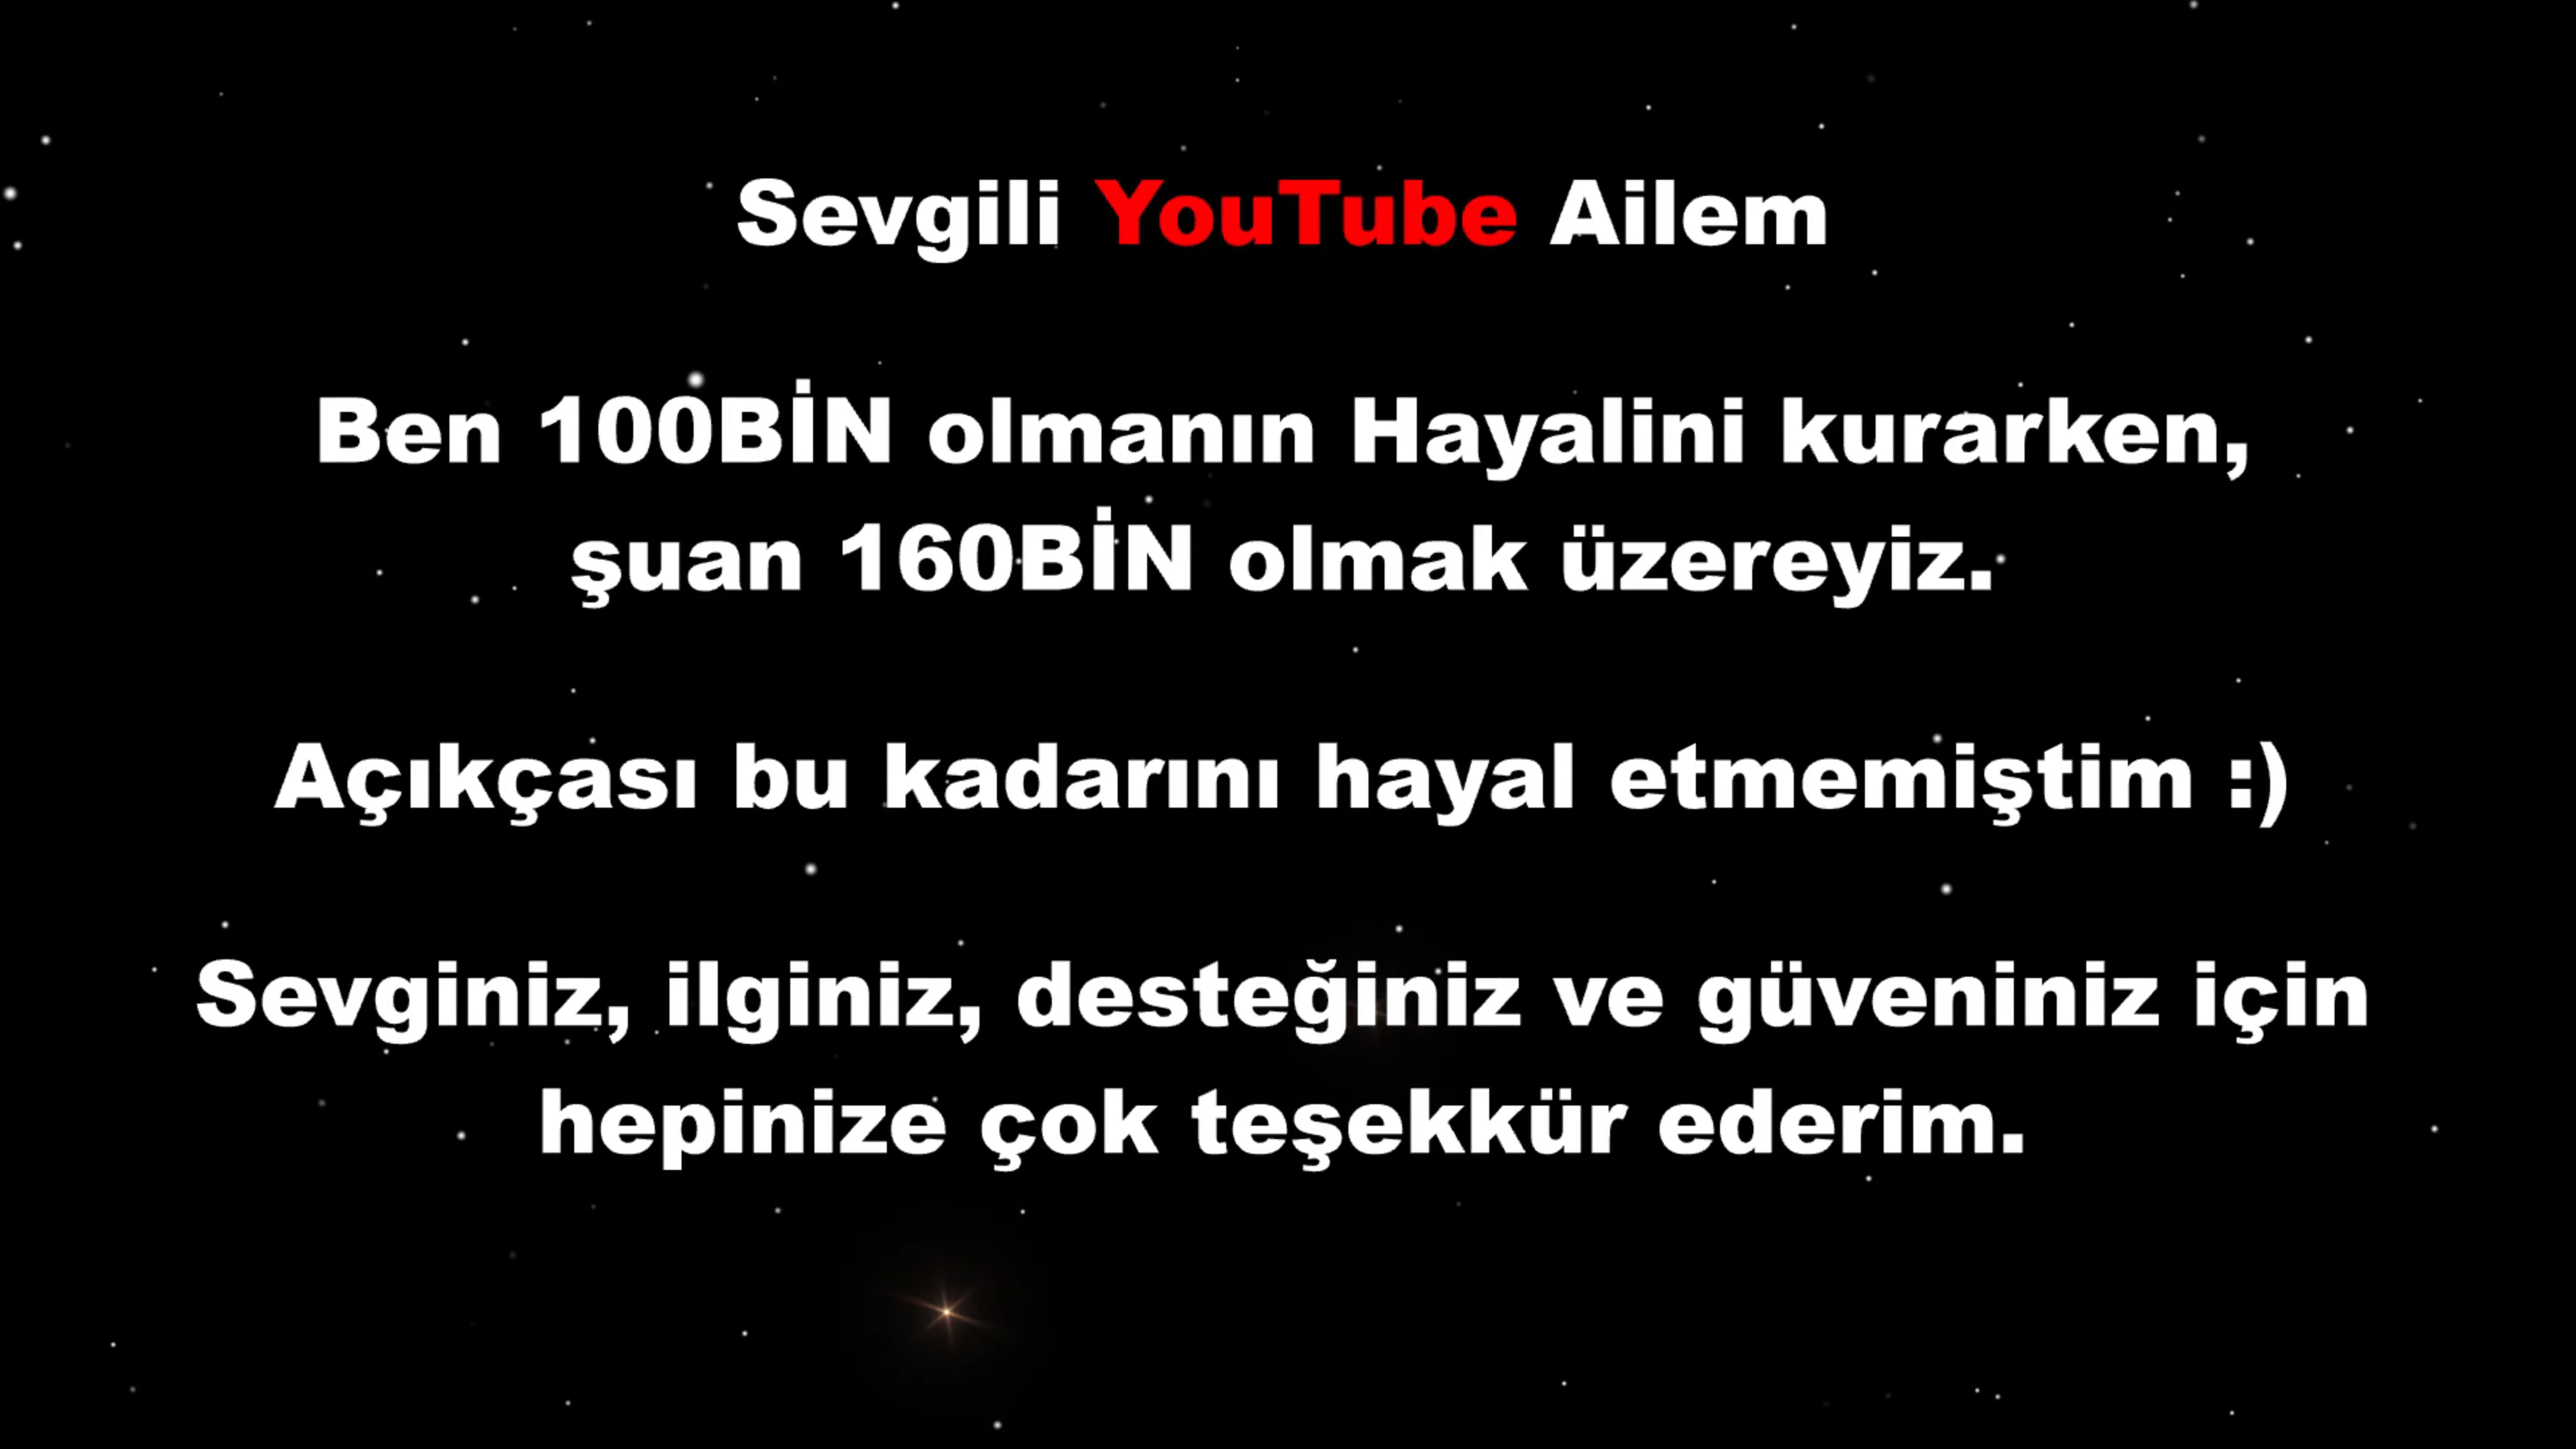 Sevgili YouTube Ailem
Ben 100BİN olmanın Hayalini kurarken,
şuan 160BİN olmak üzereyiz.
Açıkçası bu kadarını hayal etmemiştim :)
Sevginiz, ilginiz, desteğiniz ve güveniniz için
hepinize çok teşekkür ederim.